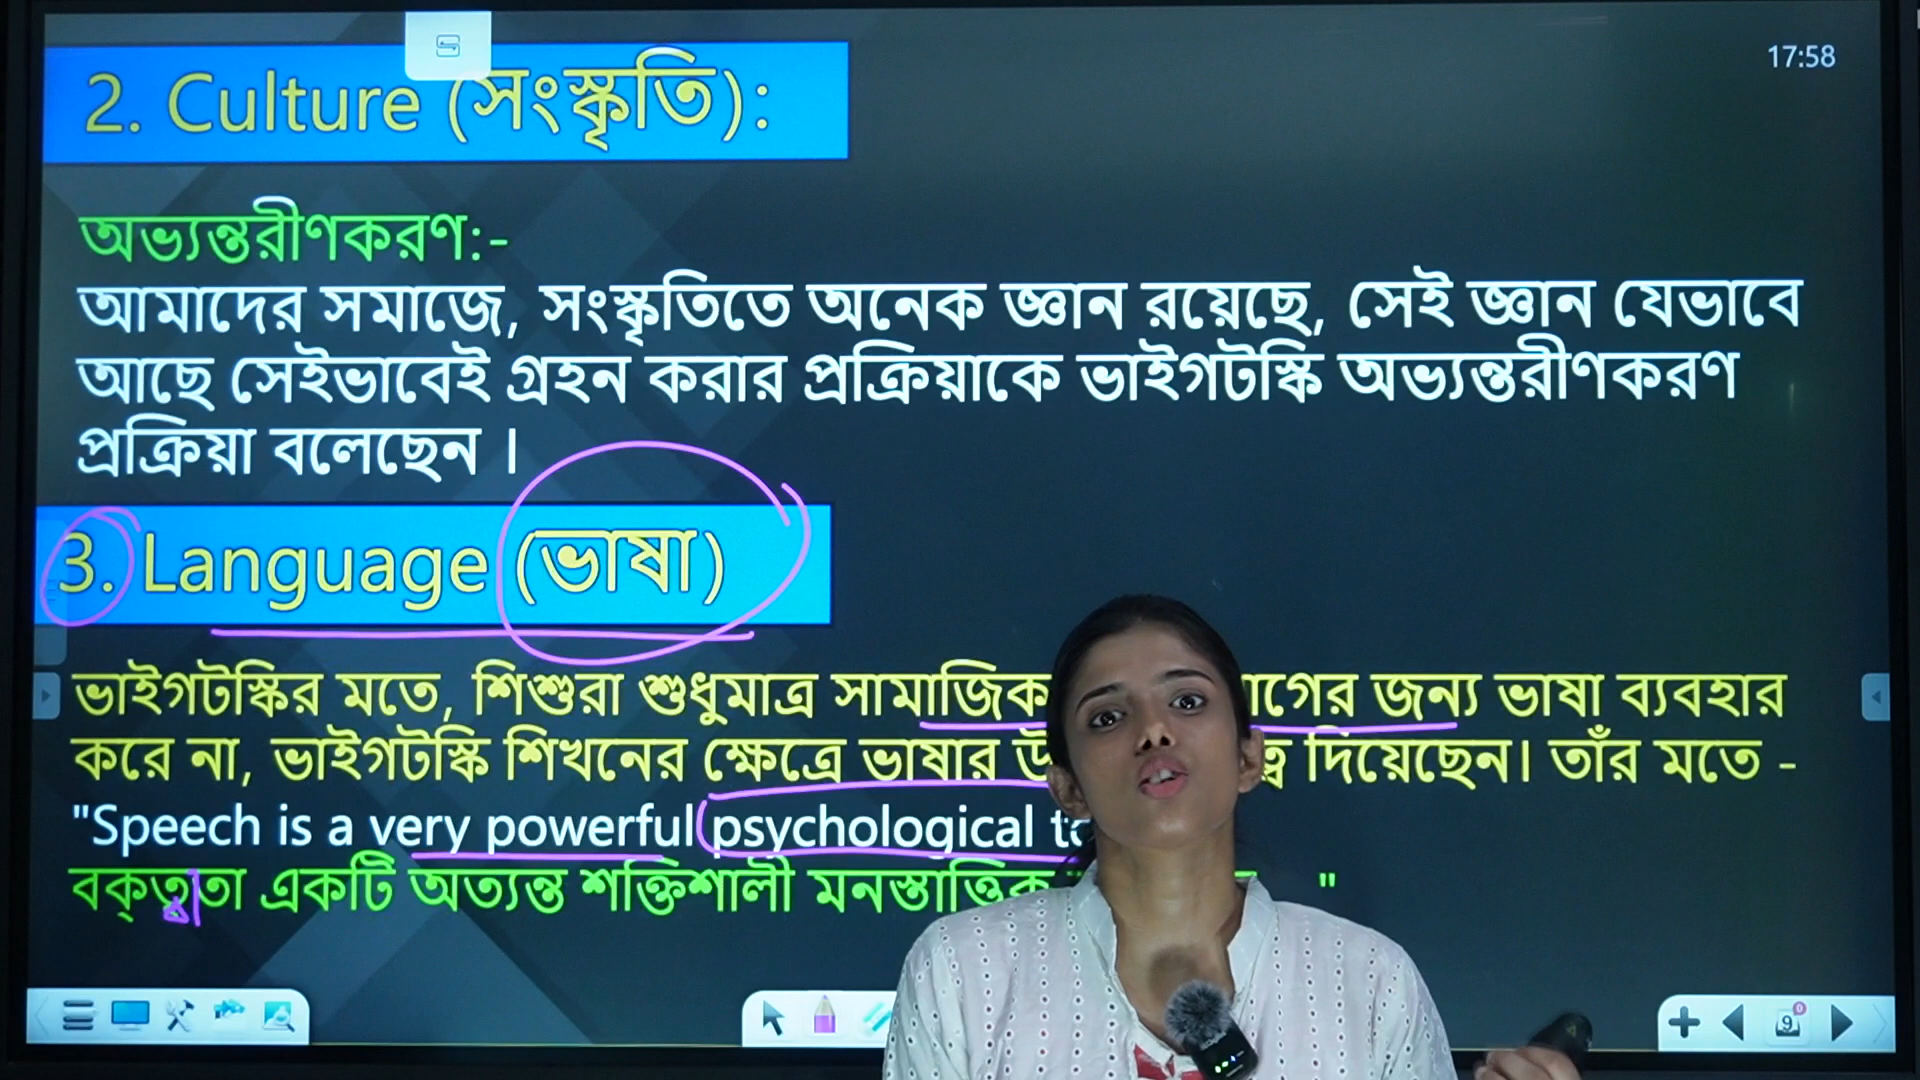 17:58
2. Culture (সংস্কৃতি):
অভ্যন্তরীণকরণ:-
আমাদের সমাজে, সংস্কৃতিতে অনেক জ্ঞান রয়েছে, সেই জ্ঞান যেভাবে
আছে সেইভাবেই গ্রহন করার প্রক্রিয়াকে ভাইগটস্কি অভ্যন্তরীণকরণ
প্রক্রিয়া বলেছেন ।
3. Language (ভাষা)
ভাইগটস্কির মতে, শিশুরা শুধুমাত্র সামাজিক জন্য ভাষা ব্যবহার
করে না, ভাইগটস্কি শিখনের ক্ষেত্রে ভাষার দিয়েছেন। তাঁর মতে -
"Speech is a very powerful psychological
একটি অত্যন্ত শক্তিশালী মনস্তাত্তিক "
9
0